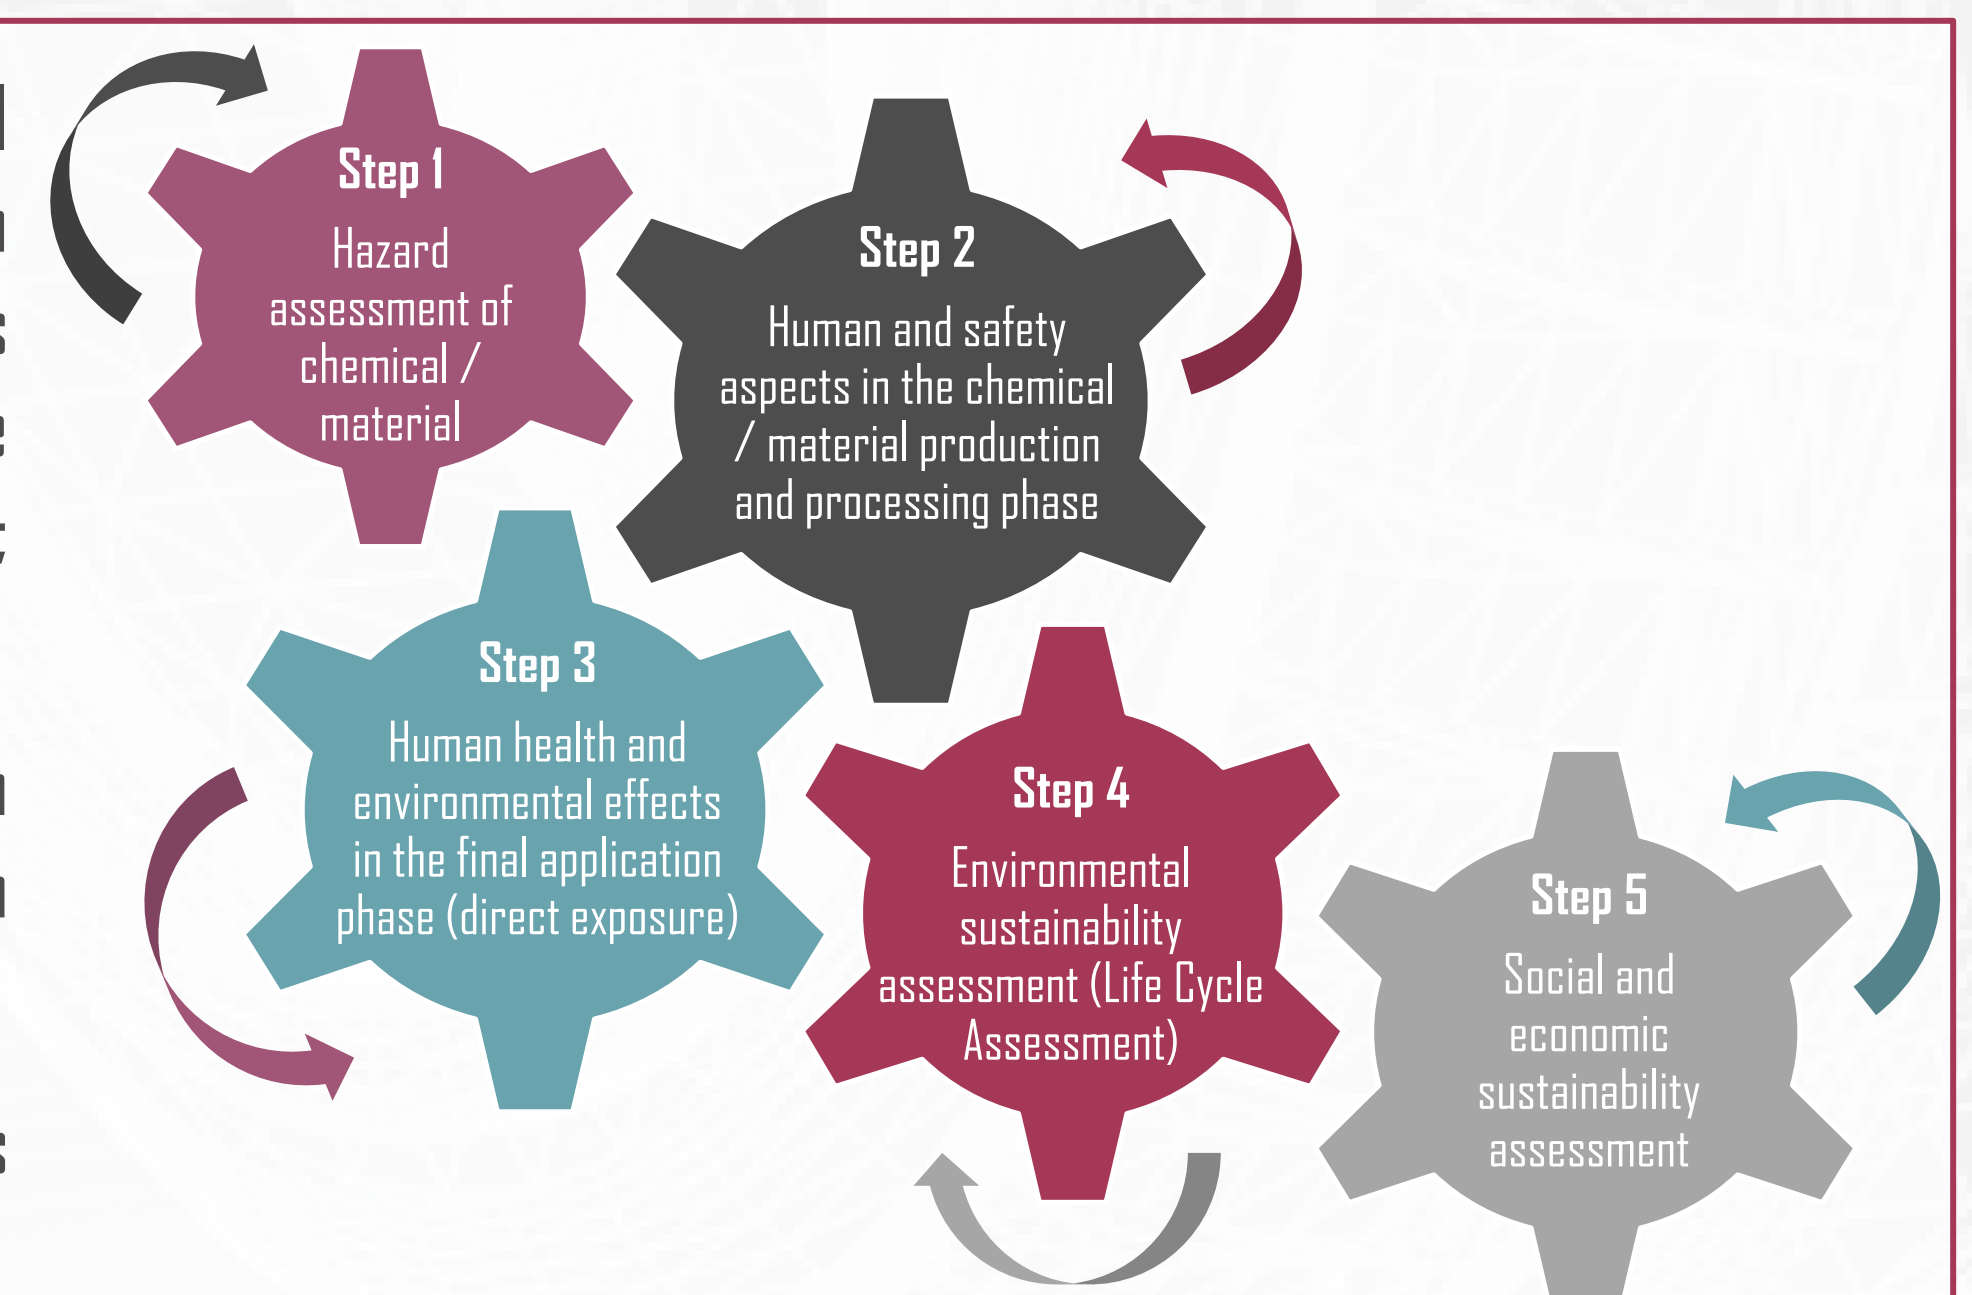 Step 1
Hazard
assessment of
chemical /
material
Step 2
Human and safety
aspects in the chemical
/ material production
and processing phase
Step 3
Human health and
environmental effects
in the final application
phase (direct exposure)
Step 4
Environmental
sustainability
assessment (Life Cycle
Assessment)
Step 5
Social and
economic
sustainability
assessment